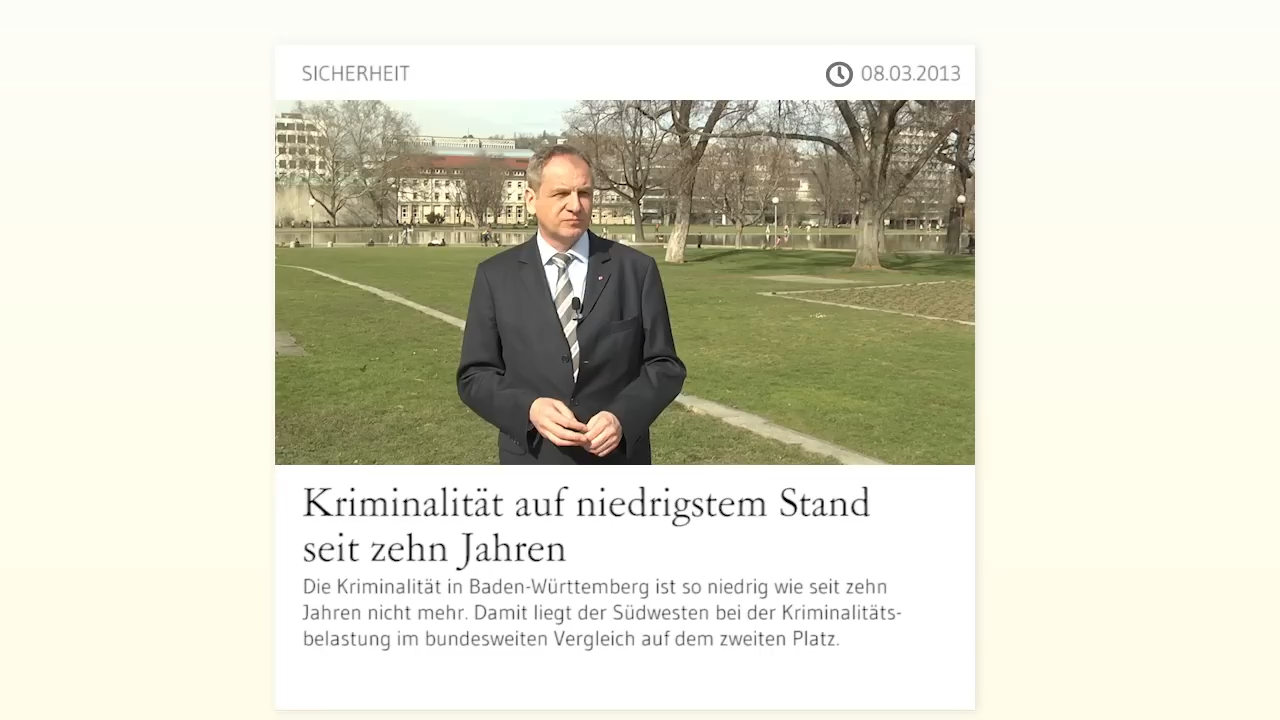 SICHERHEIT
08.03.2013
Kriminalität auf niedrigstem Stand
seit zehn Jahren
Die Kriminalität in Baden-Württemberg ist so niedrig wie seit zehn
Jahren nicht mehr. Damit liegt der Südwesten bei der Kriminalitäts-
belastung im bundesweiten Vergleich auf dem zweiten Platz.